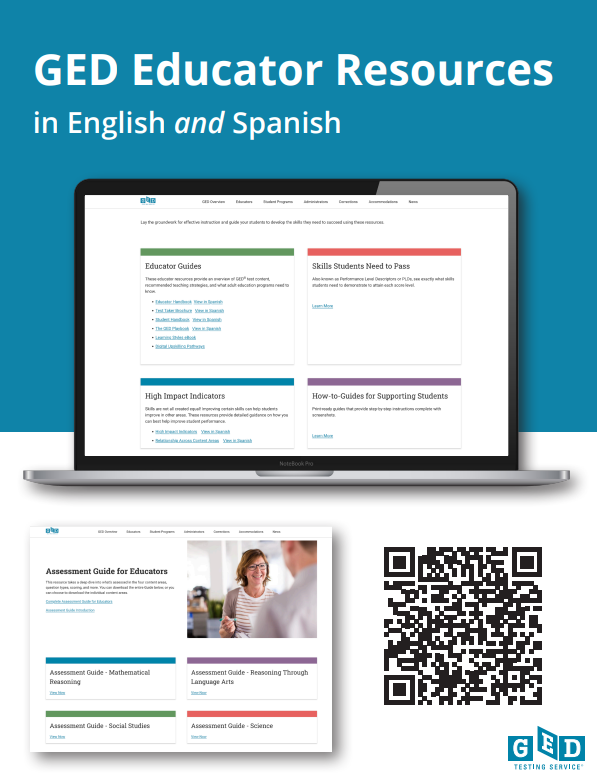 GED Educator Resources
in English and Spanish
GED
GED Overview Educators Student Programs Administrators Corrections Accommodations News
Lay the groundwork for effective instruction and guide your students to develop the skills they need to succeed using these resources.
Educator Guides
These educator resources provide an overview of GED® test content,
recommended teaching strategies, and what adult education programs need to
know.
• Educator Handbook View in Spanish
• Test Taker Brochure View in Spanish
• Student Handbook View in Spanish
• The GED Playbook View in Spanish
• Learning Styles eBook
• Digital Upskilling Pathways
Skills Students Need to Pass
Also known as Performance Level Descriptors or PLDs, see exactly what skills
students need to demonstrate to attain each score level.
Learn More
High Impact Indicators
Skills are not all created equal! Improving certain skills can help students
improve in other areas. These resources provide detailed guidance on how you
can best help improve student performance.
• High Impact Indicators View in Spanish
• Relationship Across Content Areas View in Spanish
How-to-Guides for Supporting Students
Print-ready guides that provide step-by-step instructions complete with
screenshots.
Learn More
NoteBook Pro
GED
GED Overview Educators Student Programs Administrators Corrections Accommodations News
Assessment Guide for Educators
This resource takes a deep dive into what's assessed in the four content areas,
question types, scoring, and more. You can download the entire Guide below, or you
can choose to download the individual content areas.
Complete Assessment Guide for Educators
Assessment Guide Introduction
Assessment Guide - Mathematical
Reasoning
View Now
Assessment Guide - Reasoning Through
Language Arts
View Now
Assessment Guide - Social Studies
View Now
Assessment Guide - Science
View Now
GED
TESTING SERVICE®